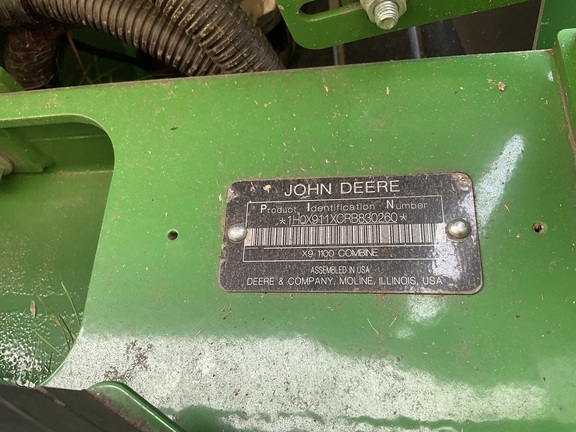 JOHN DEERE
Product Identification Number
*1H0X911XCRB830260*
X9 1100 COMBINE
ASSEMBLED IN USA
DEERE & COMPANY, MOLINE, ILLINOIS, USA